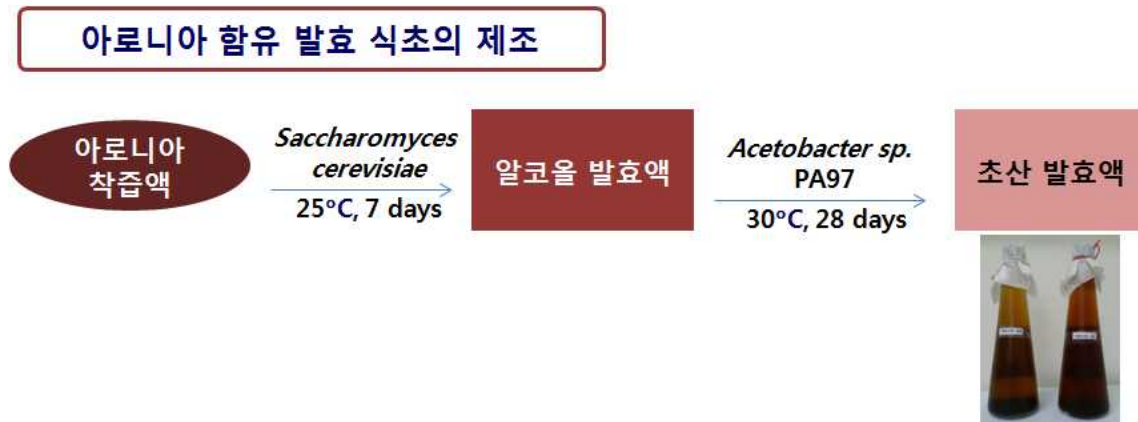 아로니아 함유 발효 식초의 제조
아로니아
착즙액
Saccharomyces
cerevisiae
25°C, 7 days
알코올 발효액
Acetobacter sp.
PA97
30°C, 28 days
초산 발효액